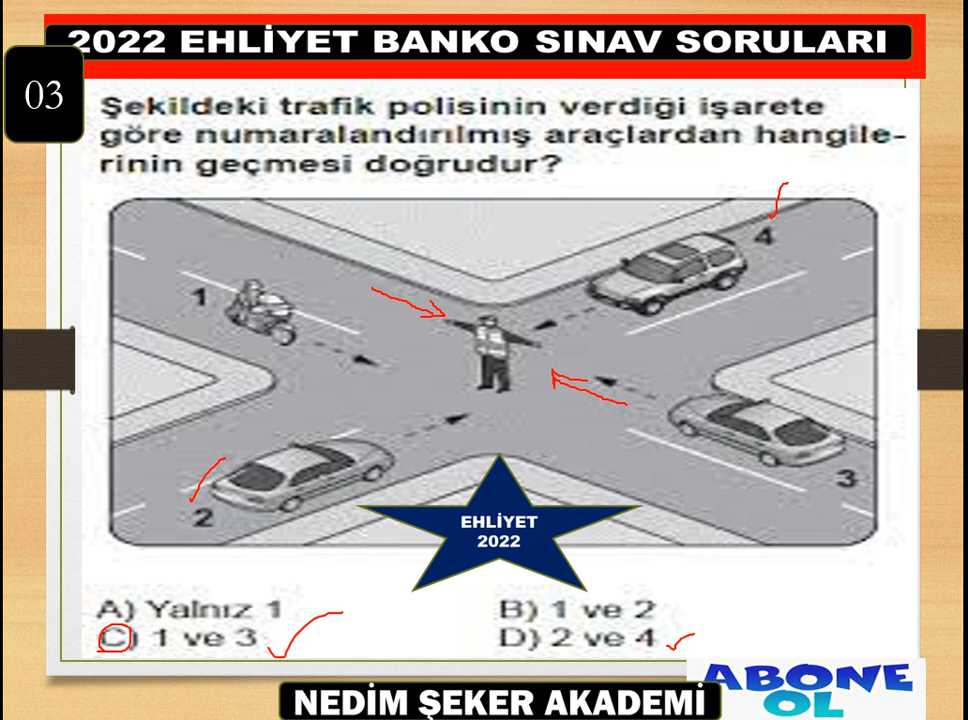 2022 EHLİYET BANKO SINAV SORULARI
03
Şekildeki trafik polisinin verdiği işarete
göre numaralandırılmış araçlardan hangile-
rinin geçmesi doğrudur?
4
1
3
2
EHLİYET
2022
A) Yalnız 1
B) 1 ve 2
C) 1 ve 3
D) 2 ve 4
NEDİM ŞEKER AKADEMİ
ABONE
OL